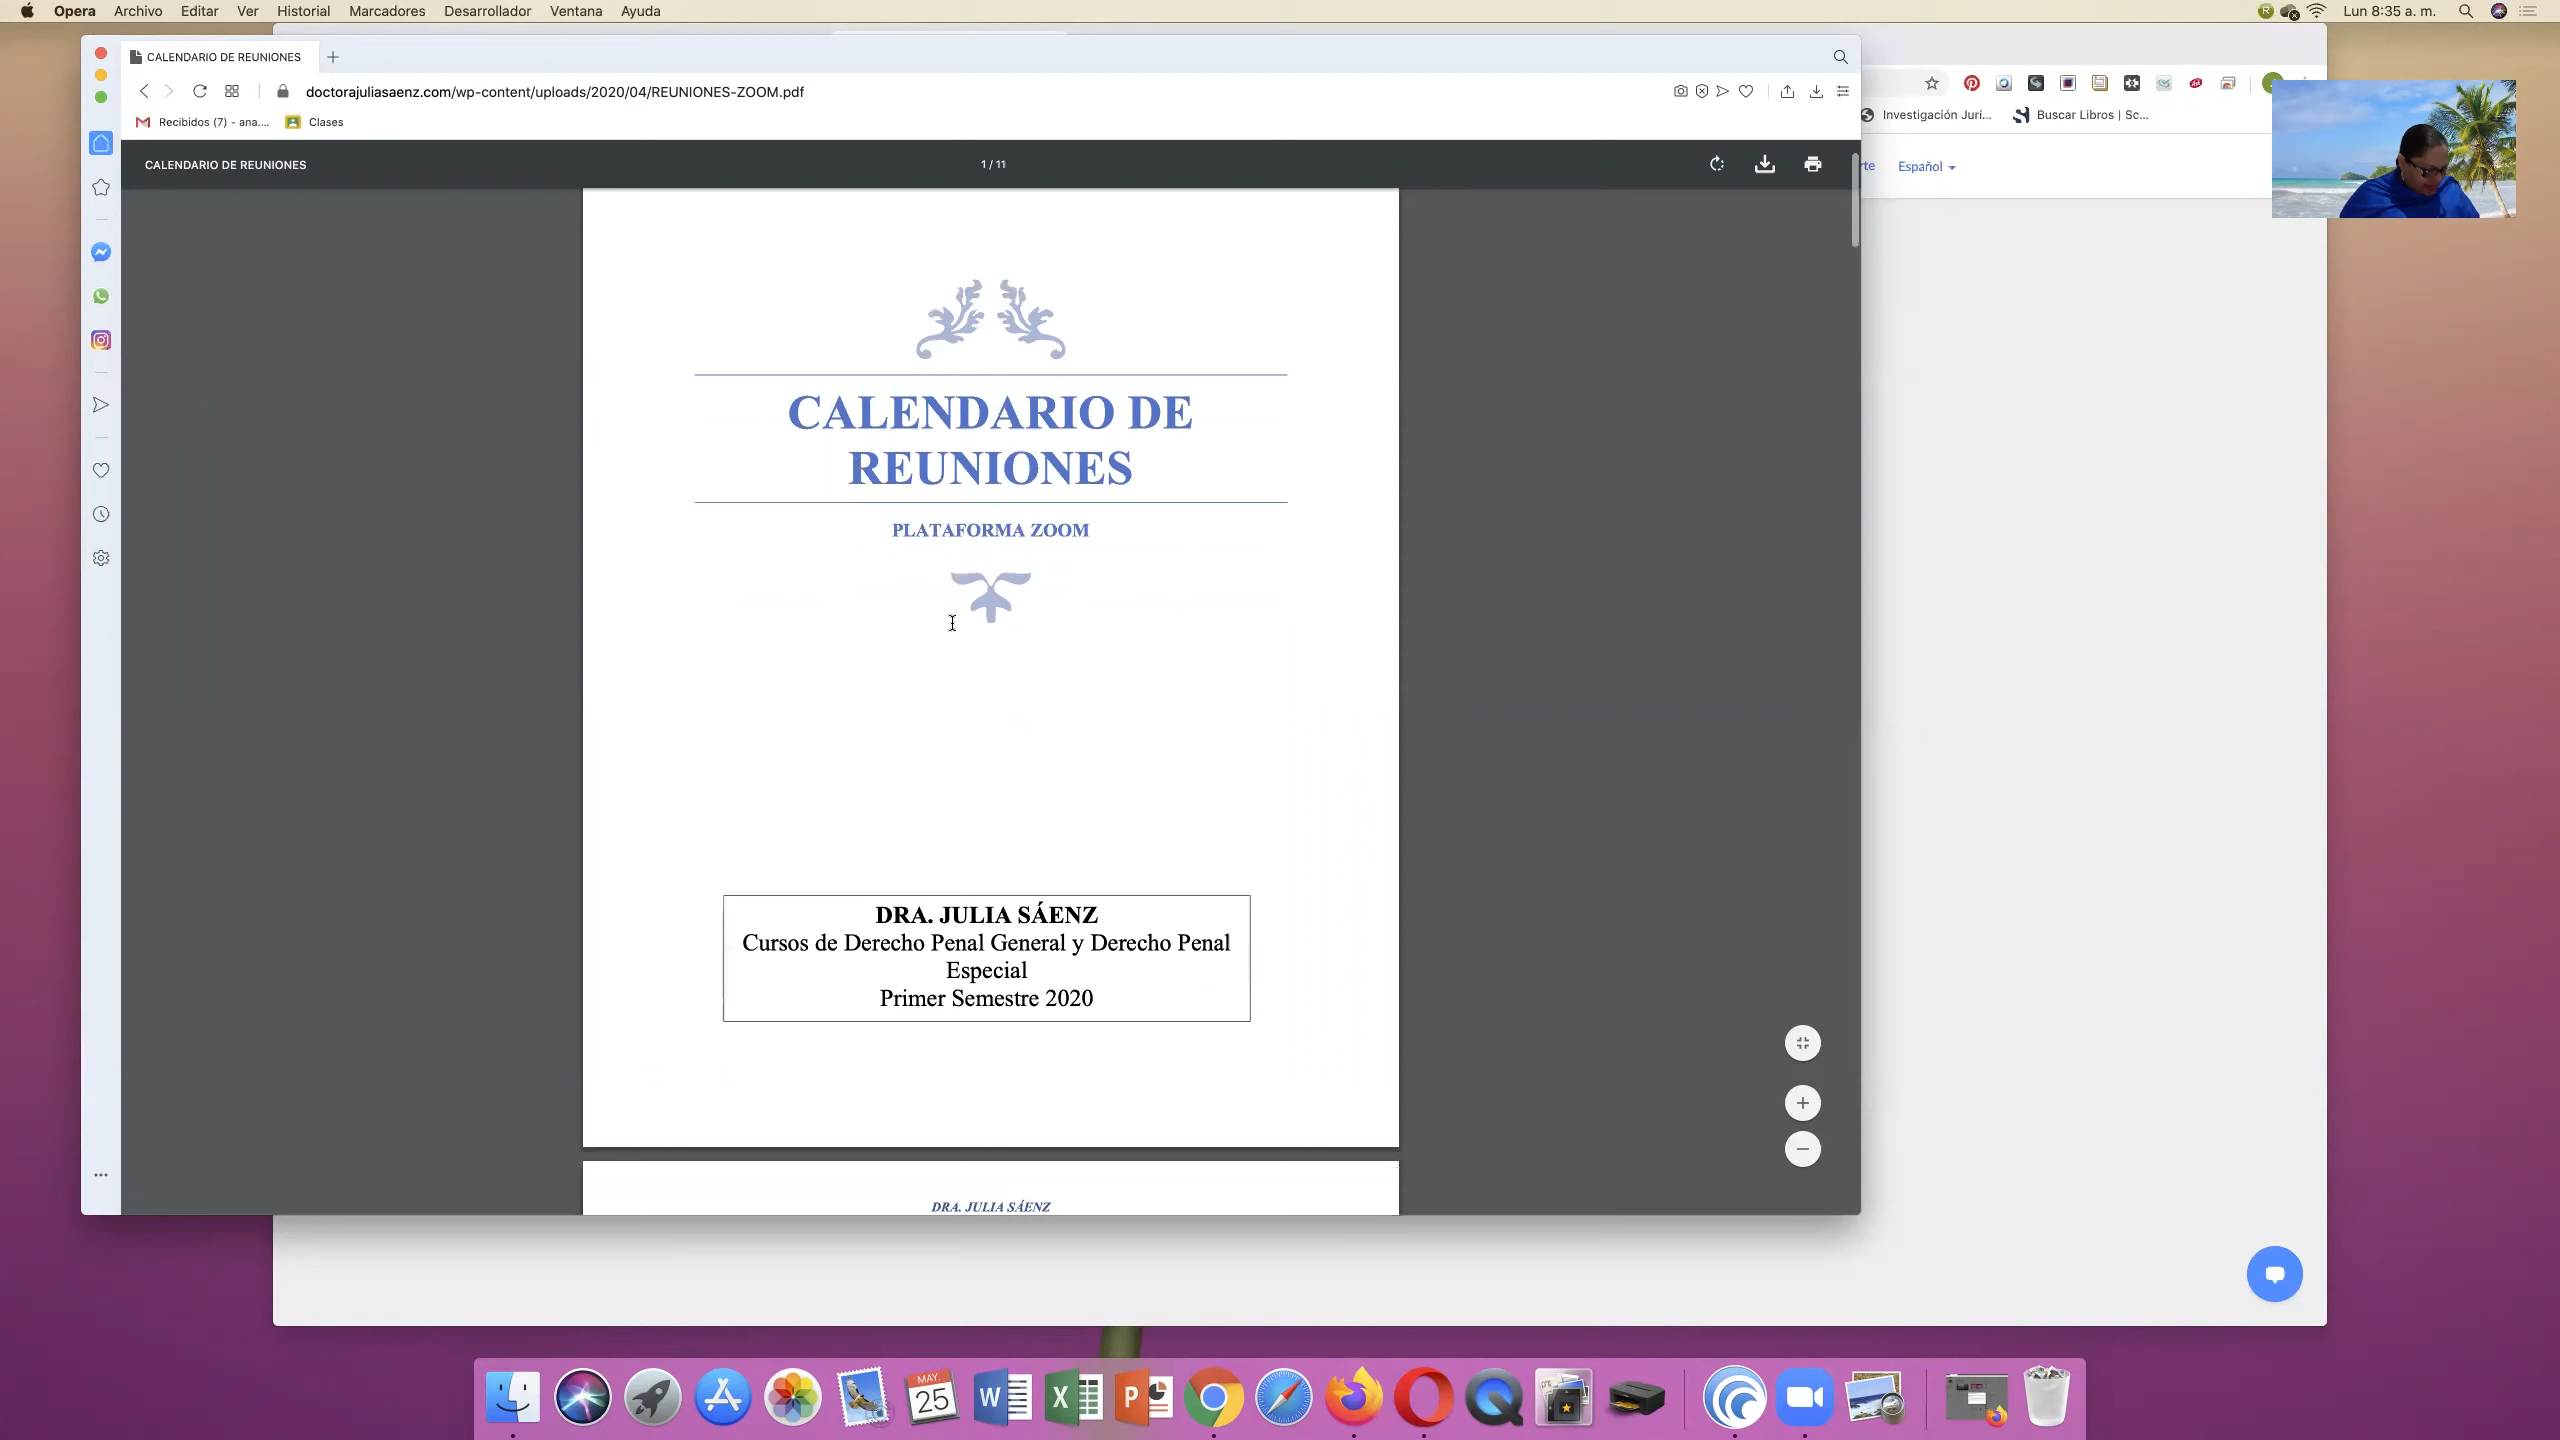 Opera Archivo Editar Ver Historial Marcadores Desarrollador Ventana Ayuda
Lun 8:35 a. m.
CALENDARIO DE REUNIONES
doctorajuliasaenz.com/wp-content/uploads/2020/04/REUNIONES-ZOOM.pdf
Recibidos (7) - ana.... Clases
Investigación Jurí... Buscar Libros | Sc...
rte Español
CALENDARIO DE REUNIONES
1 / 11
CALENDARIO DE
REUNIONES
PLATAFORMA ZOOM
DRA. JULIA SÁENZ
Cursos de Derecho Penal General y Derecho Penal
Especial
Primer Semestre 2020
DRA. JULIA SÁENZ
MAY.
25